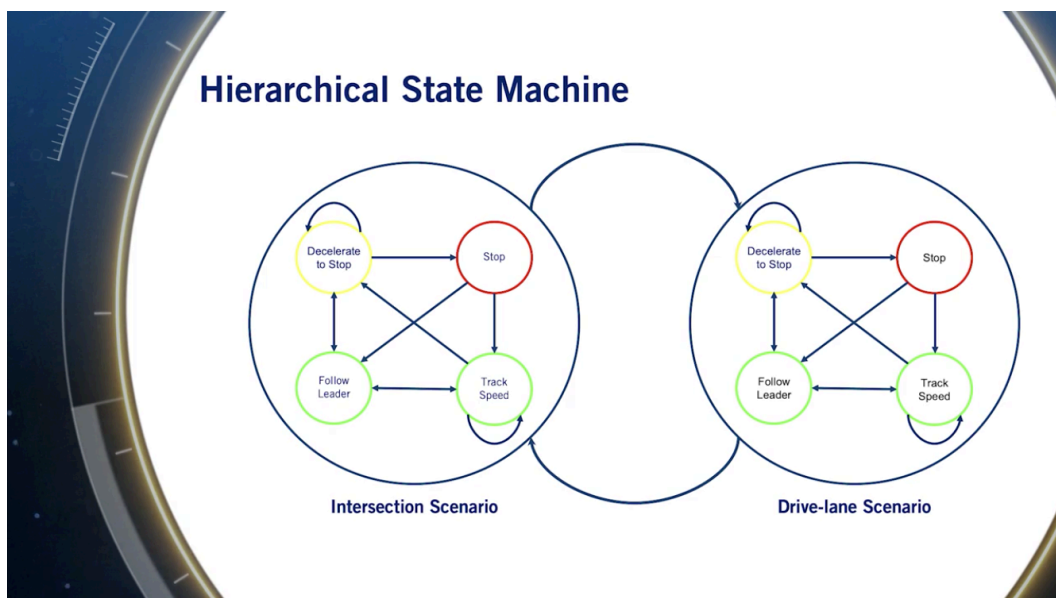 Hierarchical State Machine
Decelerate
to Stop
Stop
Follow
Leader
Track
Speed
Intersection Scenario
Decelerate
to Stop
Stop
Follow
Leader
Track
Speed
Drive-lane Scenario